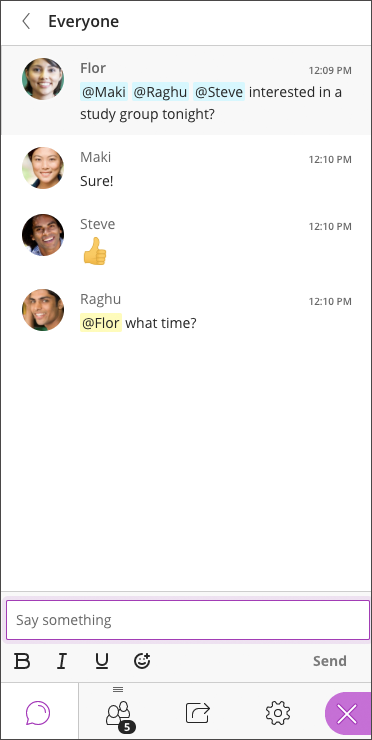 Everyone
Flor 12:09 PM
@Maki @Raghu @Steve interested in a
study group tonight?
Maki 12:10 PM
Sure!
Steve 12:10 PM
Raghu 12:10 PM
@Flor what time?
Say something
B I U Send
5